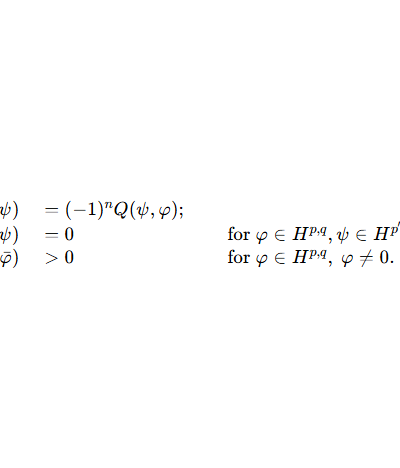 ψ) = (−1)ⁿQ(ψ, φ);
ψ) = 0 for φ ∈ H^{p,q}, ψ ∈ H^{p'
φ̄) > 0 for φ ∈ H^{p,q}, φ ≠ 0.